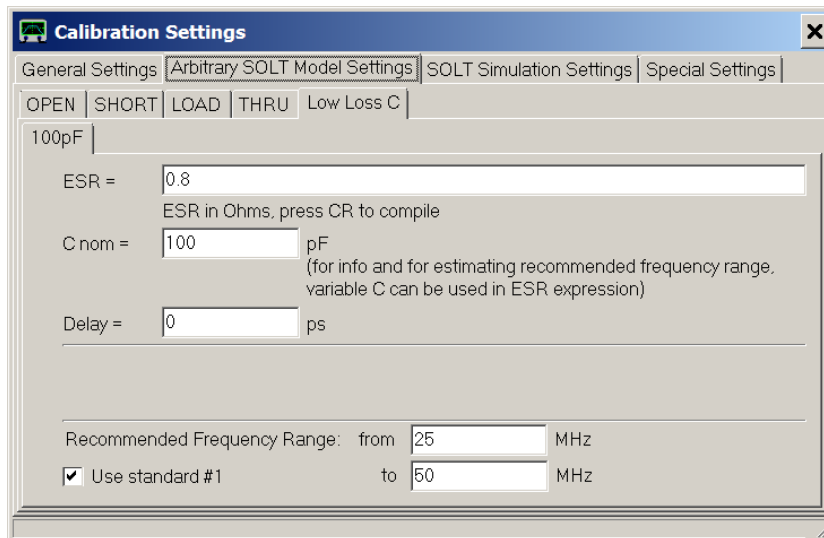 Calibration Settings
General Settings Arbitrary SOLT Model Settings SOLT Simulation Settings Special Settings
OPEN SHORT LOAD THRU Low Loss C
100pF
ESR = 0.8
ESR in Ohms, press CR to compile
C nom = 100 pF
(for info and for estimating recommended frequency range,
variable C can be used in ESR expression)
Delay = 0 ps
Recommended Frequency Range: from 25 MHz
Use standard #1 to 50 MHz